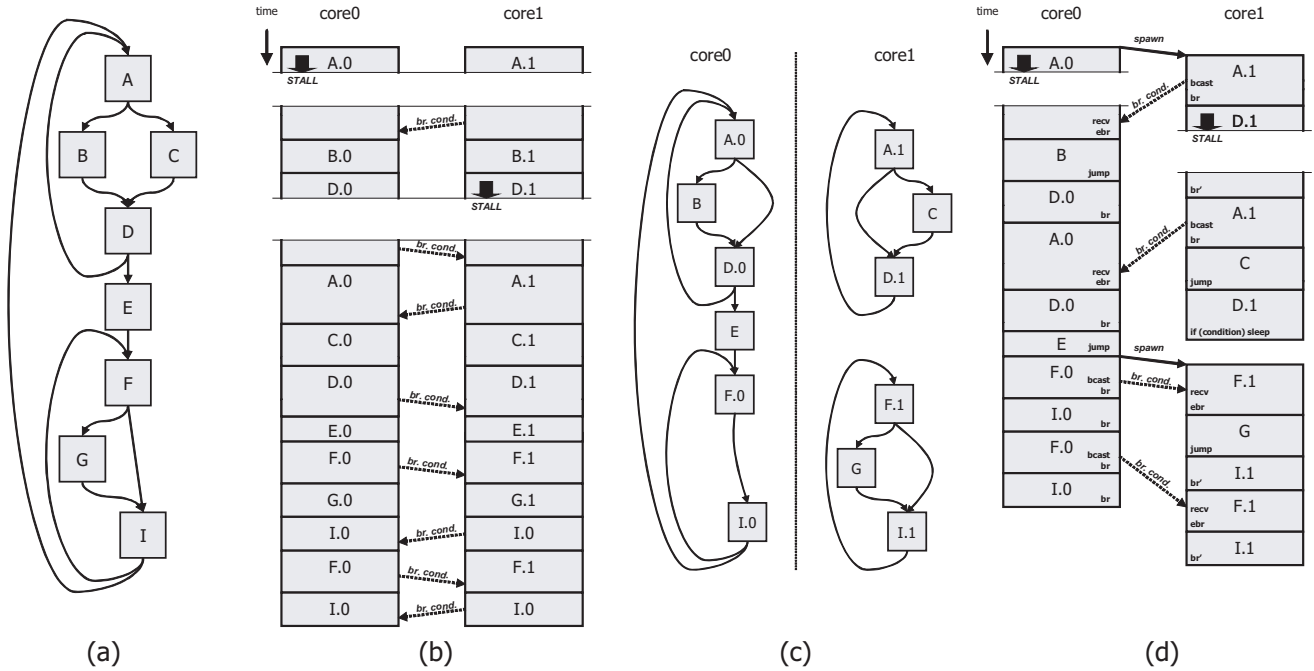 A
B
C
D
E
F
G
I
(a)
time
core0
core1
A.0
A.1
STALL
br. cond.
B.0
B.1
D.0
D.1
STALL
br. cond.
A.0
A.1
br. cond.
C.0
C.1
D.0
D.1
br. cond.
E.0
E.1
F.0
F.1
br. cond.
G.0
G.1
I.0
I.0
br. cond.
F.0
F.1
br. cond.
I.0
I.0
br. cond.
(b)
core0
core1
A.0
B
D.0
E
F.0
I.0
A.1
C
D.1
F.1
G
I.1
(c)
time
core0
core1
A.0
STALL
recv
ebr
B
jump
D.0
br
A.0
recv
ebr
D.0
br
E
jump
F.0
bcast
br
I.0
br
F.0
bcast
br
I.0
br
spawn
br. cond.
br. cond.
spawn
br. cond.
br. cond.
A.1
bcast
br
D.1
STALL
br'
A.1
bcast
br
C
jump
D.1
if (condition) sleep
F.1
recv
ebr
G
jump
I.1
br'
F.1
recv
ebr
I.1
br'
(d)